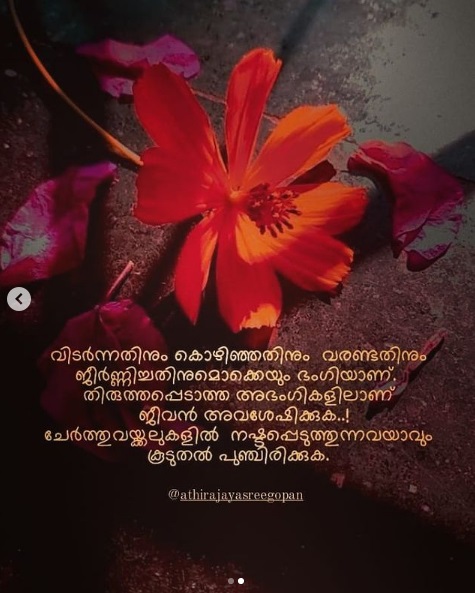 വിടർന്നതിനും കൊഴിഞ്ഞതിനും വരണ്ടതിനും
ജീർണ്ണിച്ചതിനുമൊക്കെയും ഭംഗിയാണ്.
തിരുത്തപ്പെടാത്ത അഭംഗികളിലാണ്
ജീവൻ അവശേഷിക്കുക..!
ചേർത്തുവയ്ക്കലുകളിൽ നഷ്ടപ്പെടുത്തുന്നവയാവും
കൂടുതൽ പുഞ്ചിരിക്കുക.
@athirajayasreegopan